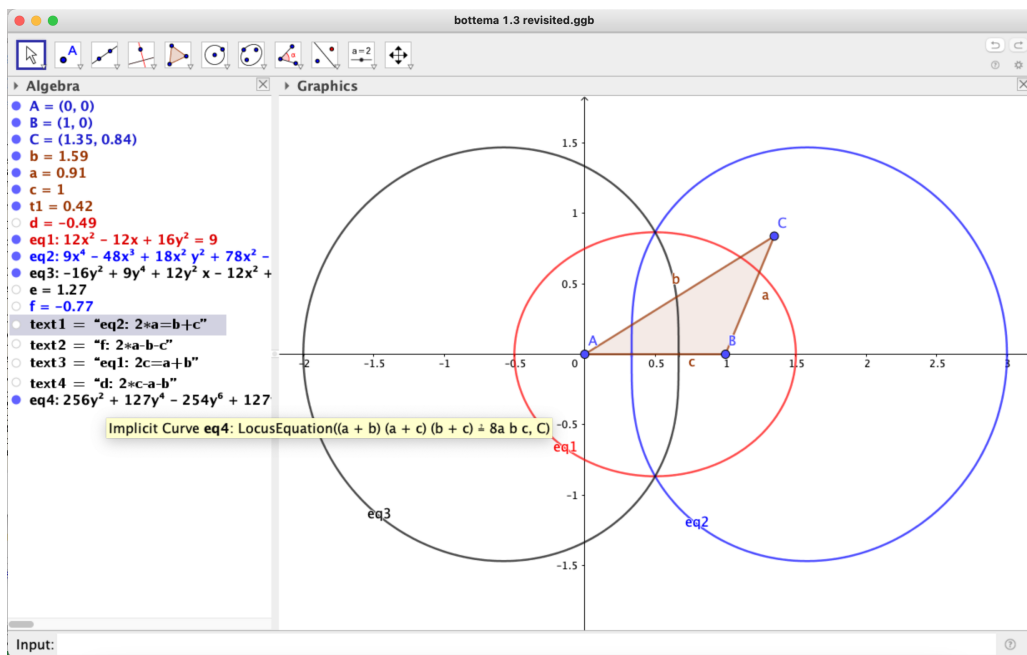 bottema 1.3 revisited.ggb
A
a=2
Algebra
Graphics
A = (0, 0)
B = (1, 0)
C = (1.35, 0.84)
b = 1.59
a = 0.91
c = 1
t1 = 0.42
d = −0.49
eq1: 12x² − 12x + 16y² = 9
eq2: 9x⁴ − 48x³ + 18x² y² + 78x² −
eq3: −16y² + 9y⁴ + 12y² x − 12x² +
e = 1.27
f = −0.77
text1 = “eq2: 2*a=b+c”
text2 = “f: 2*a-b-c”
text3 = “eq1: 2c=a+b”
text4 = “d: 2*c-a-b”
eq4: 256y² + 127y⁴ − 254y⁶ + 127
Implicit Curve eq4: LocusEquation((a + b) (a + c) (b + c) ≟ 8a b c, C)
1.5
1
0.5
-2 -1.5 -1 -0.5 0 0.5 1 1.5 2 2.5 3
-0.5
-1
-1.5
A
B
C
b
a
c
eq1
eq2
eq3
Input: